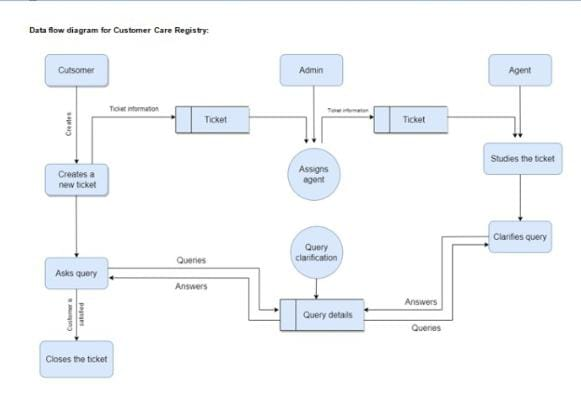 Data flow diagram for Customer Care Registry:
Cutsomer
Admin
Agent
Creates
Ticket information
Ticket
Ticket information
Ticket
Creates a
new ticket
Assigns
agent
Studies the ticket
Query
clarification
Clarifies query
Asks query
Queries
Answers
Query details
Answers
Queries
Customer is
satisfied
Closes the ticket